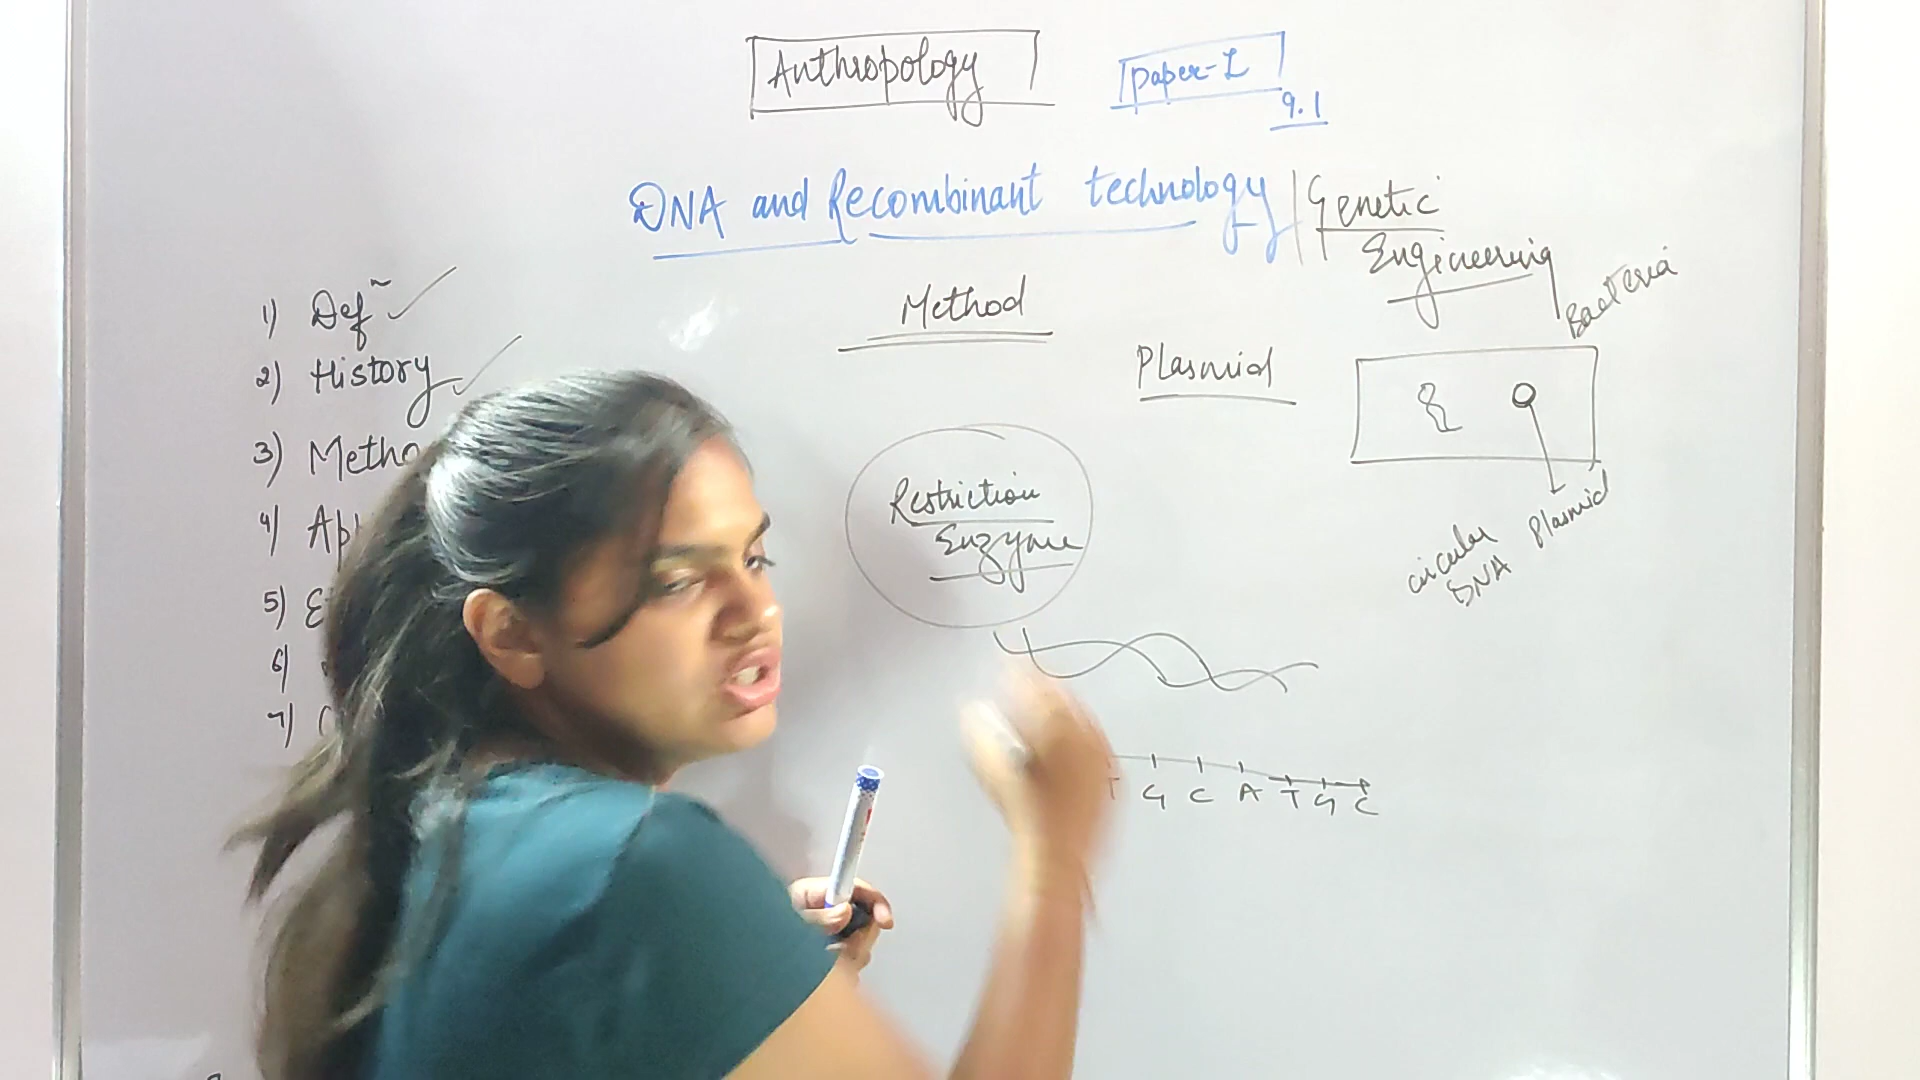 Anthropology
Paper-I
9.1
DNA and Recombinant technology | Genetic
Engineering
1) Def~
2) History
3) Metho
4) App
5) E
6)
7) C
Method
Plasmid
Bacteria
Restriction
Enzyme
circular
DNA
Plasmid
T G C A T G C